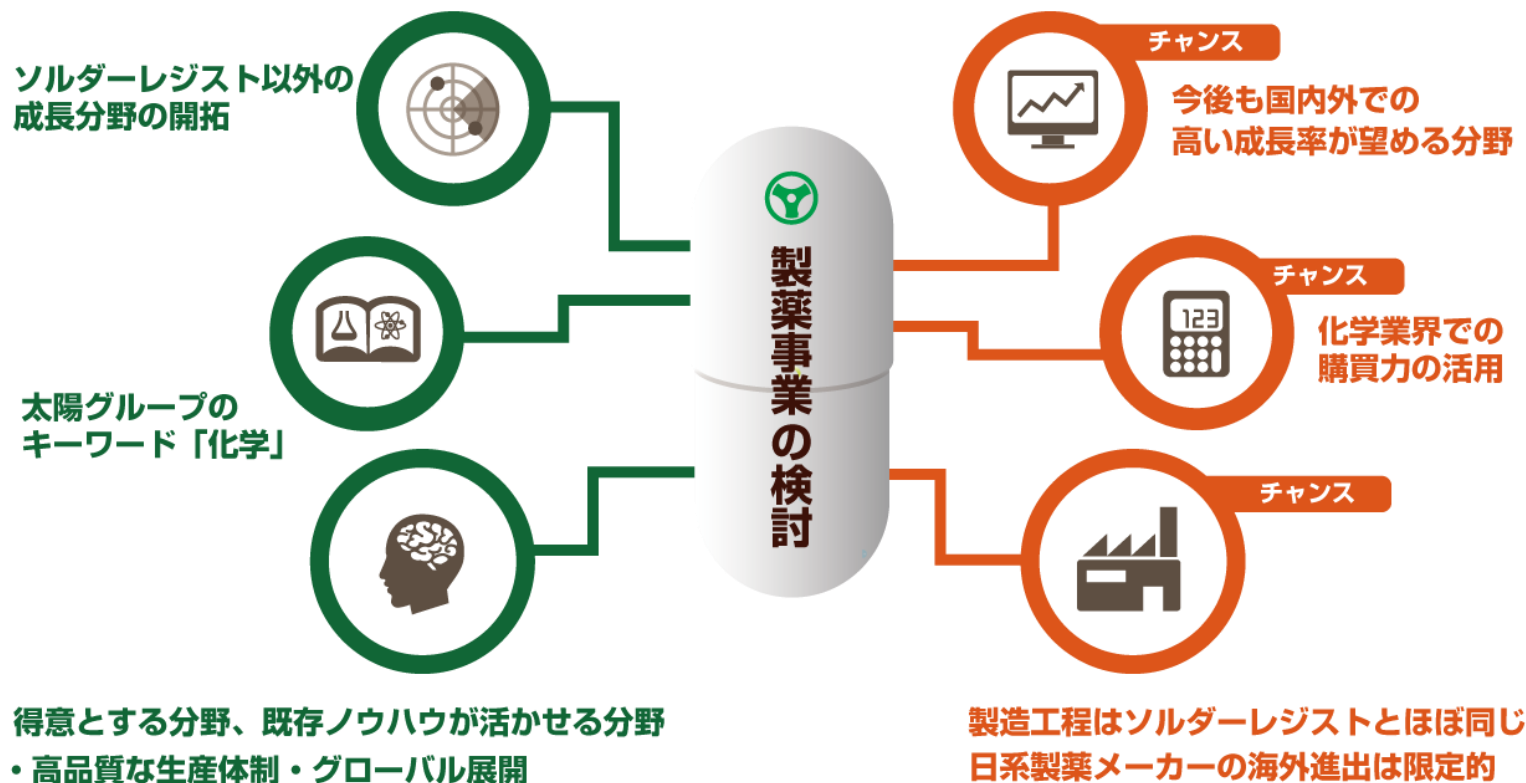 ソルダーレジスト以外の
成長分野の開拓
太陽グループの
キーワード「化学」
得意とする分野、既存ノウハウが活かせる分野
・高品質な生産体制・グローバル展開
製薬事業の検討
チャンス
今後も国内外での
高い成長率が望める分野
チャンス
123
化学業界での
購買力の活用
チャンス
製造工程はソルダーレジストとほぼ同じ
日系製薬メーカーの海外進出は限定的